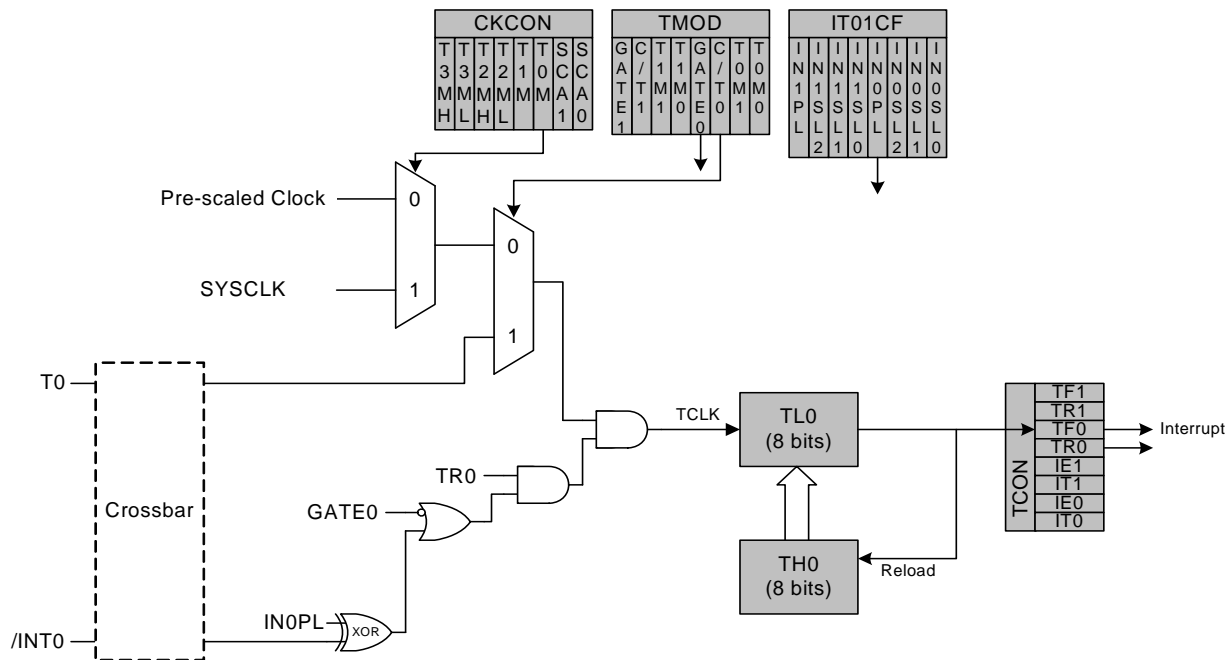 CKCON
T3MH
T3ML
T2MH
T2ML
T1M
T0M
SCA1
SCA0
TMOD
GATE1
C/T1
T1M1
T1M0
GATE0
C/T0
T0M1
T0M0
IT01CF
IN1PL
IN1SL2
IN1SL1
IN1SL0
IN0PL
IN0SL2
IN0SL1
IN0SL0
Pre-scaled Clock
0
SYSCLK
1
0
1
T0
Crossbar
/INT0
GATE0
TR0
IN0PL
XOR
TCLK
TL0
(8 bits)
TH0
(8 bits)
Reload
TCON
TF1
TR1
TF0
TR0
IE1
IT1
IE0
IT0
Interrupt